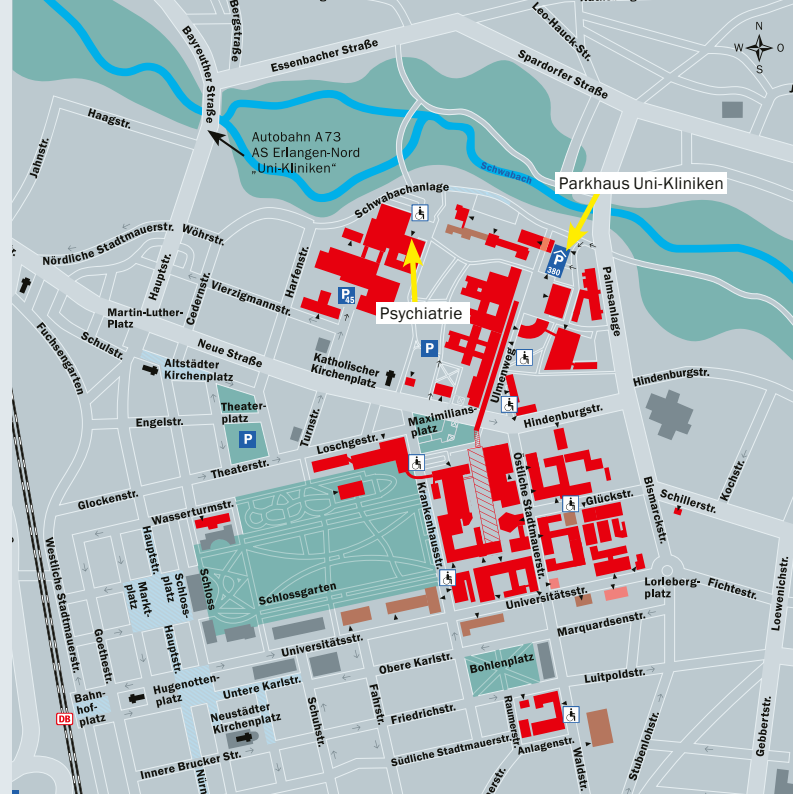 Bayreuther Straße
Bergstraße
Essenbacher Straße
Leo-Hauck-Str.
Spardorfer Straße
N
W
O
S
Haagstr.
Jahnstr.
Autobahn A 73
AS Erlangen-Nord
„Uni-Kliniken“
Schwabach
Parkhaus Uni-Kliniken
Schwabachanlage
Nördliche Stadtmauerstr.
Wöhrstr.
Hauptstr.
Cedernstr.
Vierzigmannstr.
Harfenstr.
P
45
P
380
Palmsanlage
Psychiatrie
Martin-Luther-
Platz
Fuchsengarten
Schulstr.
Neue Straße
P
Altstädter
Kirchenplatz
Katholischer
Kirchenplatz
Ulmenweg
Hindenburgstr.
Engelstr.
Theater-
platz
P
Turnstr.
Maximilians-
platz
Hindenburgstr.
Loschgestr.
Theaterstr.
Glockenstr.
Wasserturmstr.
Krankenhausstr.
Östliche Stadtmauerstr.
Glückstr.
Bismarckstr.
Schillerstr.
Kochstr.
Westliche Stadtmauerstr.
Hauptstr.
Markt-
platz
Schloss-
platz
Schloss
Schlossgarten
Universitätsstr.
Lorleberg-
platz
Fichtestr.
Loewenichstr.
Goethestr.
Hauptstr.
Universitätsstr.
Marquardsenstr.
Obere Karlstr.
Bohlenplatz
Luitpoldstr.
Bahn-
hof-
platz
DB
Hugenotten-
platz
Untere Karlstr.
Neustädter
Kirchenplatz
Schuhstr.
Fahrstr.
Friedrichstr.
Raumerstr.
Südliche Stadtmauerstr.
Anlagenstr.
Waldstr.
Stubenlohstr.
Gebbertstr.
Innere Brucker Str.
Nürn
erstr.